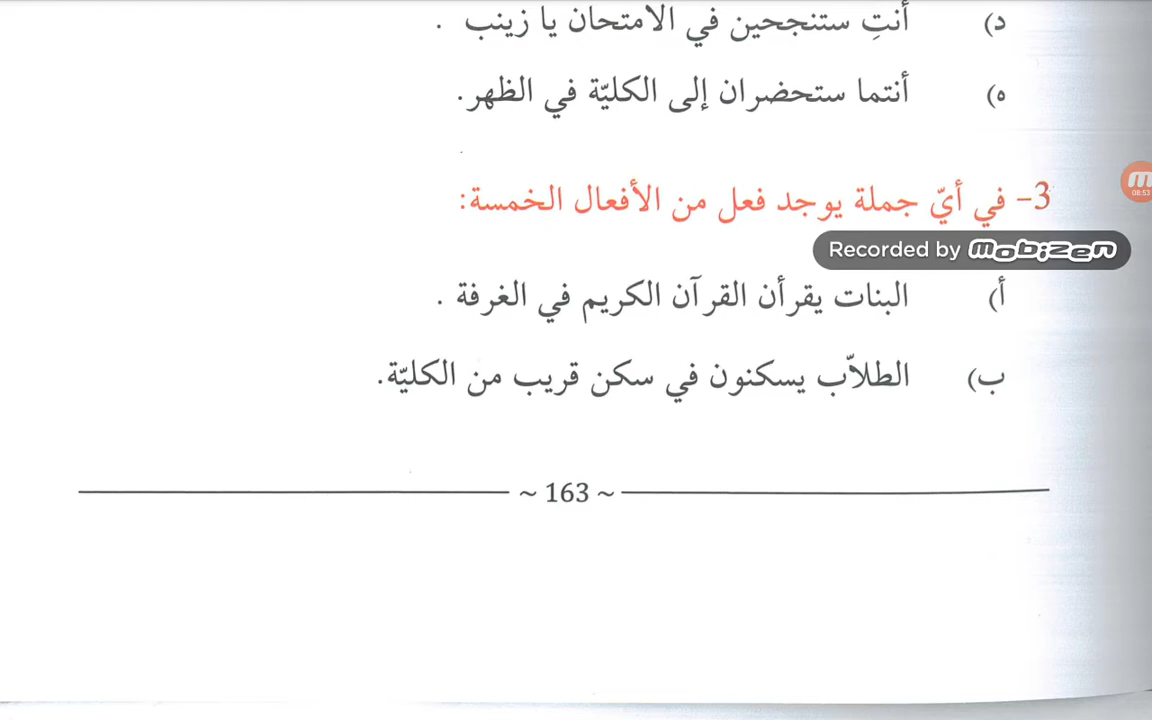 د) أنتِ ستنجحين في الامتحان يا زينب .
ه) أنتما ستحضران إلى الكليّة في الظهر.
3- في أيّ جملة يوجد فعل من الأفعال الخمسة:
08:53
Recorded by mobizen
أ) البنات يقرأن القرآن الكريم في الغرفة .
ب) الطلاّب يسكنون في سكن قريب من الكليّة.
~ 163 ~